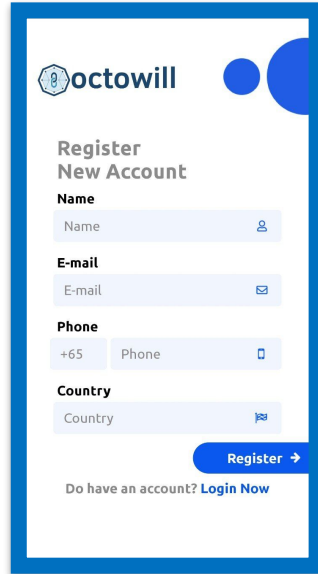 octowill
Register
New Account
Name
Name
E-mail
E-mail
Phone
+65 Phone
Country
Country
Register
Do have an account? Login Now